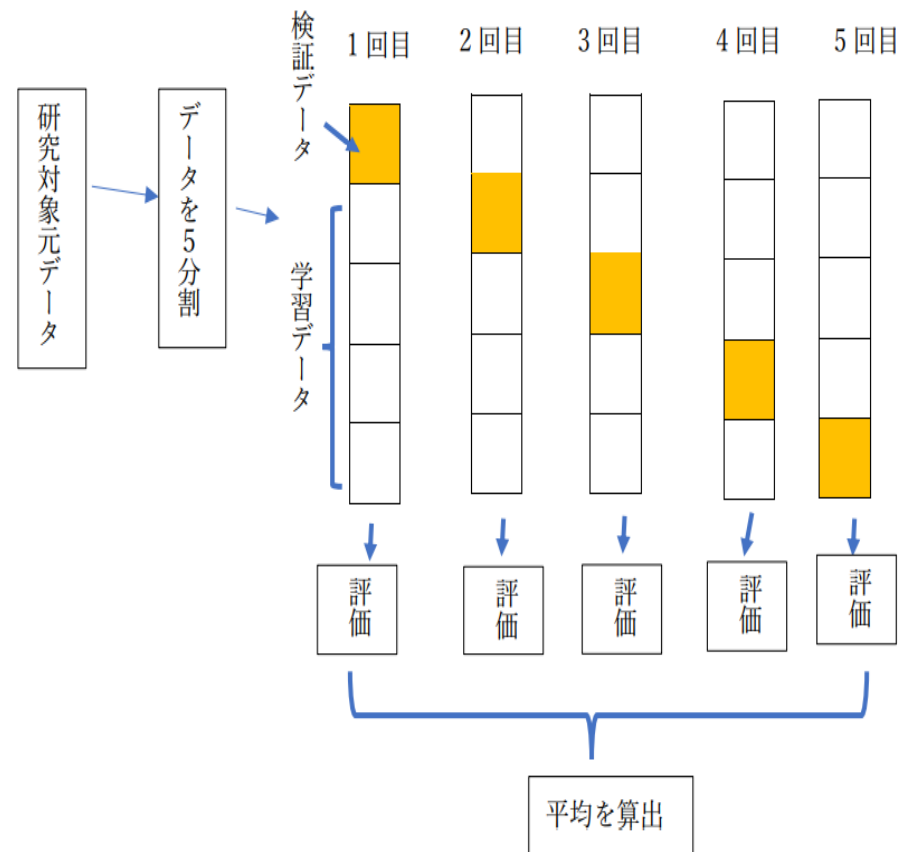 研究対象元データ
データを5分割
検証データ
学習データ
1回目
2回目
3回目
4回目
5回目
評価
評価
評価
評価
評価
平均を算出